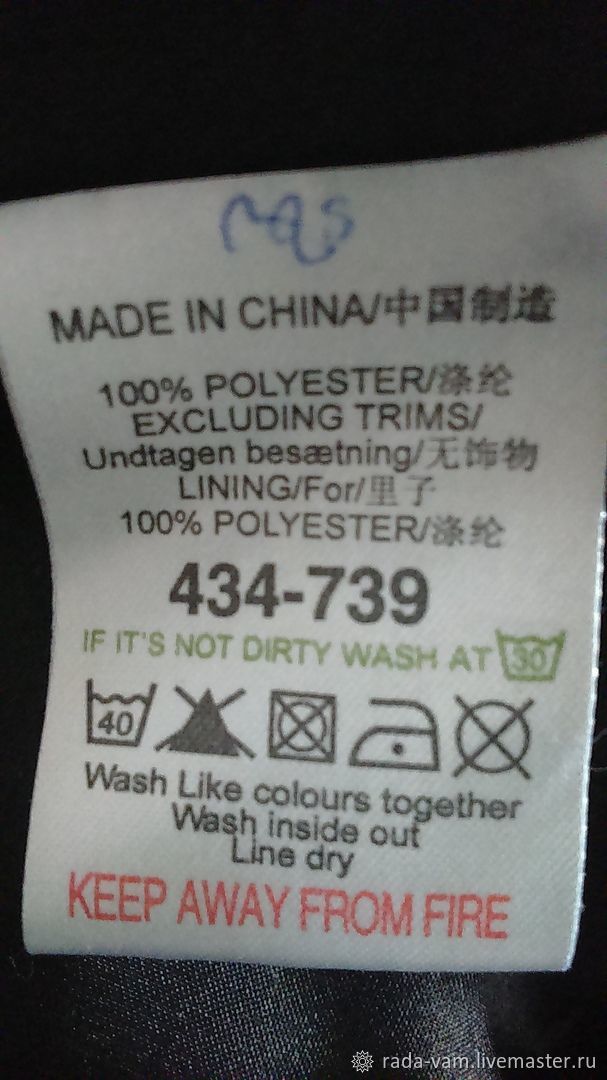 MADE IN CHINA/中国制造
100% POLYESTER/涤纶
EXCLUDING TRIMS/
Undtagen besætning/无饰物
LINING/For/里子
100% POLYESTER/涤纶
434-739
IF IT'S NOT DIRTY WASH AT 30
40
Wash Like colours together
Wash inside out
Line dry
KEEP AWAY FROM FIRE
rada-vam.livemaster.ru